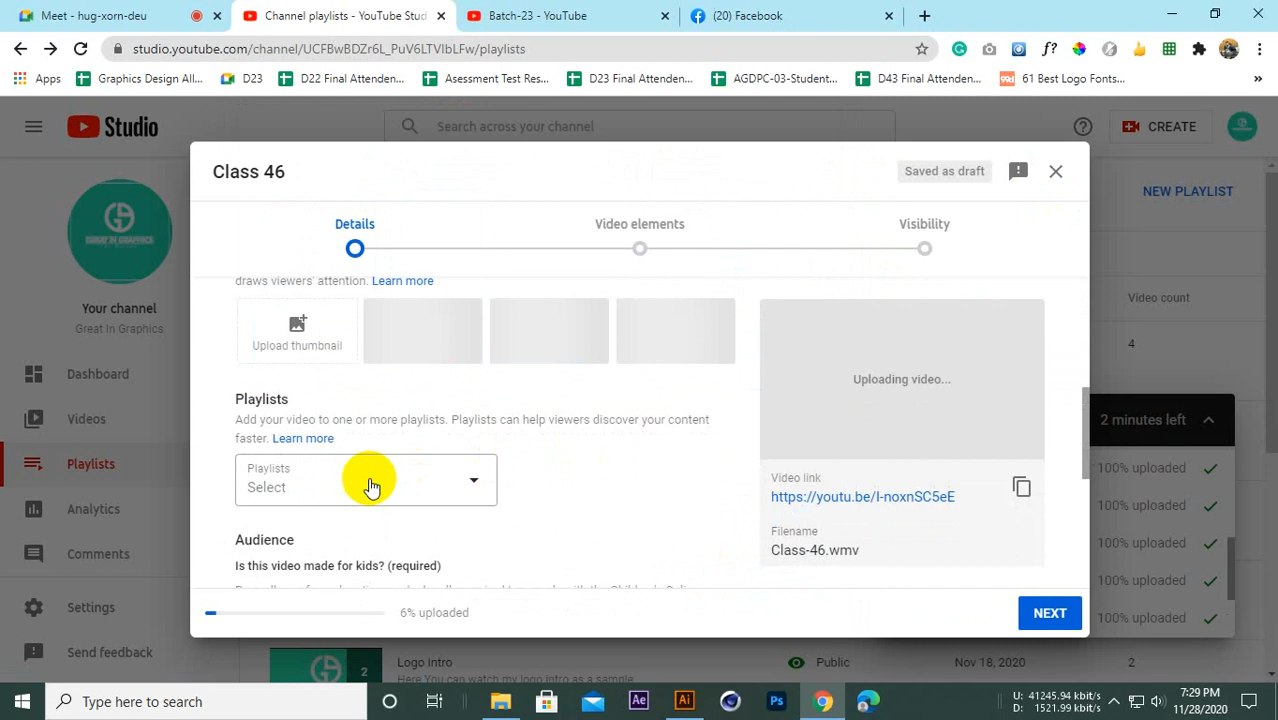 Meet - hug-xorn-deu
Channel playlists - YouTube Stud
Batch-23 - YouTube
(20) Facebook
studio.youtube.com/channel/UCFBwBDZr6L_PuV6LTVIbLFw/playlists
Apps
Graphics Design All...
D23
D22 Final Attenden...
Asessment Test Res...
D23 Final Attenden...
AGDPC-03-Student...
D43 Final Attenden...
61 Best Logo Fonts...
»
Studio
Search across your channel
CREATE
Class 46
Saved as draft
NEW PLAYLIST
Details
Video elements
Visibility
GREAT IN GRAPHICS
draws viewers' attention. Learn more
Video count
Your channel
Great In Graphics
Upload thumbnail
4
Dashboard
Uploading video...
Playlists
Add your video to one or more playlists. Playlists can help viewers discover your content
faster. Learn more
Videos
2 minutes left
Playlists
Playlists
Select
Video link
https://youtu.be/I-noxnSC5eE
100% uploaded
Analytics
100% uploaded
Filename
Class-46.wmv
Audience
100% uploaded
Comments
Is this video made for kids? (required)
100% uploaded
Settings
6% uploaded
NEXT
100% uploaded
Send feedback
2
Logo Intro
Here You can watch my logo Intro as a sample
Public
Nov 18, 2020
2
Type here to search
Ae
Ai
Ps
U: 41245.94 kbit/s
D: 1521.99 kbit/s
7:29 PM
11/28/2020